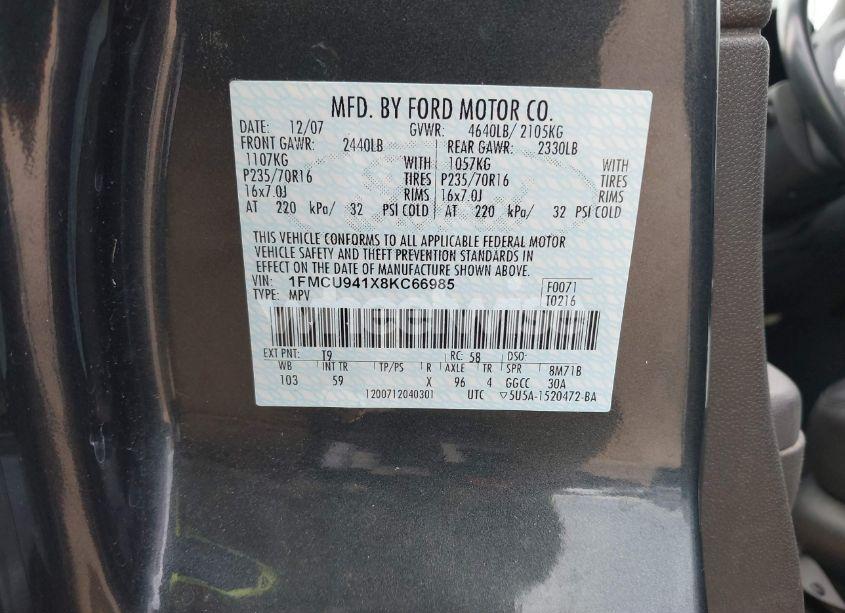 MFD. BY FORD MOTOR CO.
DATE: 12/07 GVWR: 4640LB/ 2105KG
FRONT GAWR: 2440LB REAR GAWR: 2330LB
1107KG WITH 1057KG WITH
P235/70R16 TIRES P235/70R16 TIRES
16x7.0J RIMS 16x7.0J RIMS
AT 220 kPa/ 32 PSI COLD AT 220 kPa/ 32 PSI COLD
THIS VEHICLE CONFORMS TO ALL APPLICABLE FEDERAL MOTOR
VEHICLE SAFETY AND THEFT PREVENTION STANDARDS IN
EFFECT ON THE DATE OF MANUFACTURE SHOWN ABOVE.
VIN: 1FMCU941X8KC66985 F0071
TYPE: MPV T0216
EXT PNT: T9 RC: 58 DSO:
WB INT TR TP/PS R AXLE TR SPR 8M71B
103 59 X 96 4 GGCC 30A
1200712040301 UTC ▽5U5A-1520472-BA